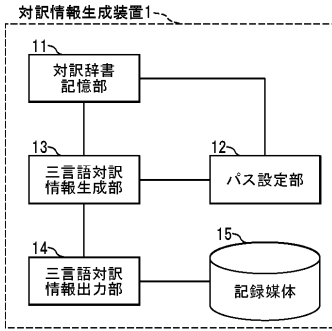 対訳情報生成装置1
11
対訳辞書
記憶部
13
三言語対訳
情報生成部
12
パス設定部
14
三言語対訳
情報出力部
15
記録媒体